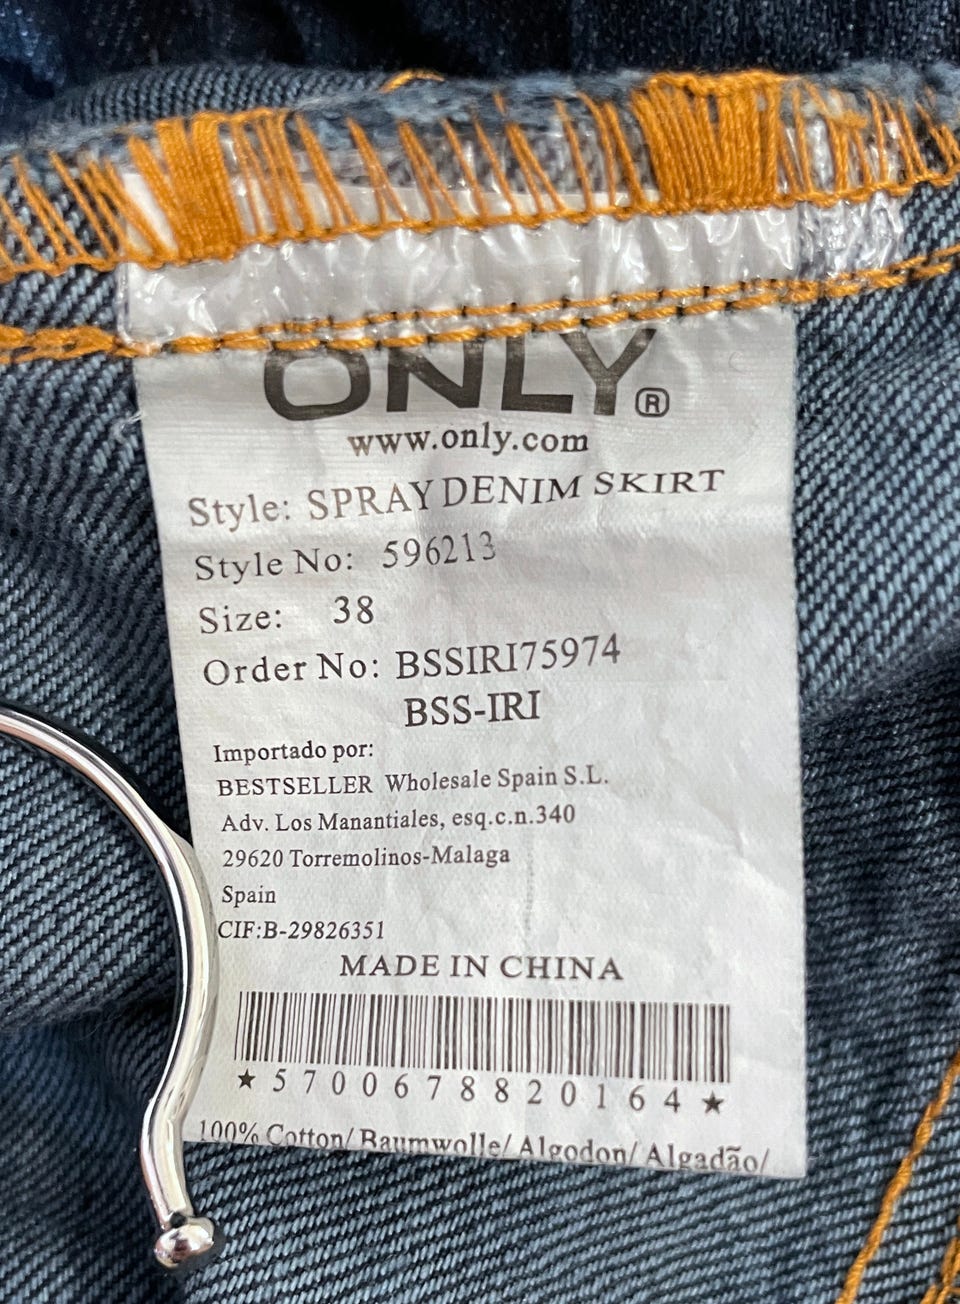 ONLY®
www.only.com
Style: SPRAY DENIM SKIRT
Style No: 596213
Size: 38
Order No: BSSIRI75974
BSS-IRI
Importado por:
BESTSELLER Wholesale Spain S.L.
Adv. Los Manantiales, esq.c.n.340
29620 Torremolinos-Malaga
Spain
CIF:B-29826351
MADE IN CHINA
★5700678820164★
100% Cotton/ Baumwolle/ Algodon/ Algadão/